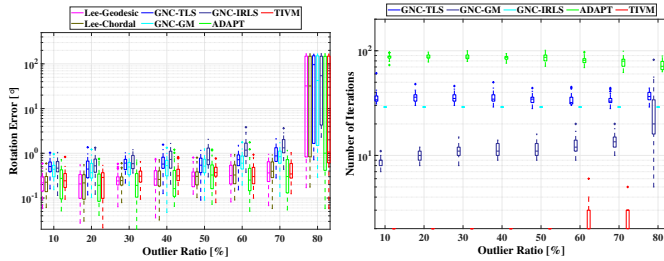 Lee-Geodesic GNC-TLS GNC-IRLS TIVM
Lee-Chordal GNC-GM ADAPT
Rotation Error [°]
10²
10¹
10⁰
10⁻¹
10 20 30 40 50 60 70 80
Outlier Ratio [%]
GNC-TLS GNC-GM GNC-IRLS ADAPT TIVM
Number of Iterations
10²
10¹
10 20 30 40 50 60 70 80
Outlier Ratio [%]